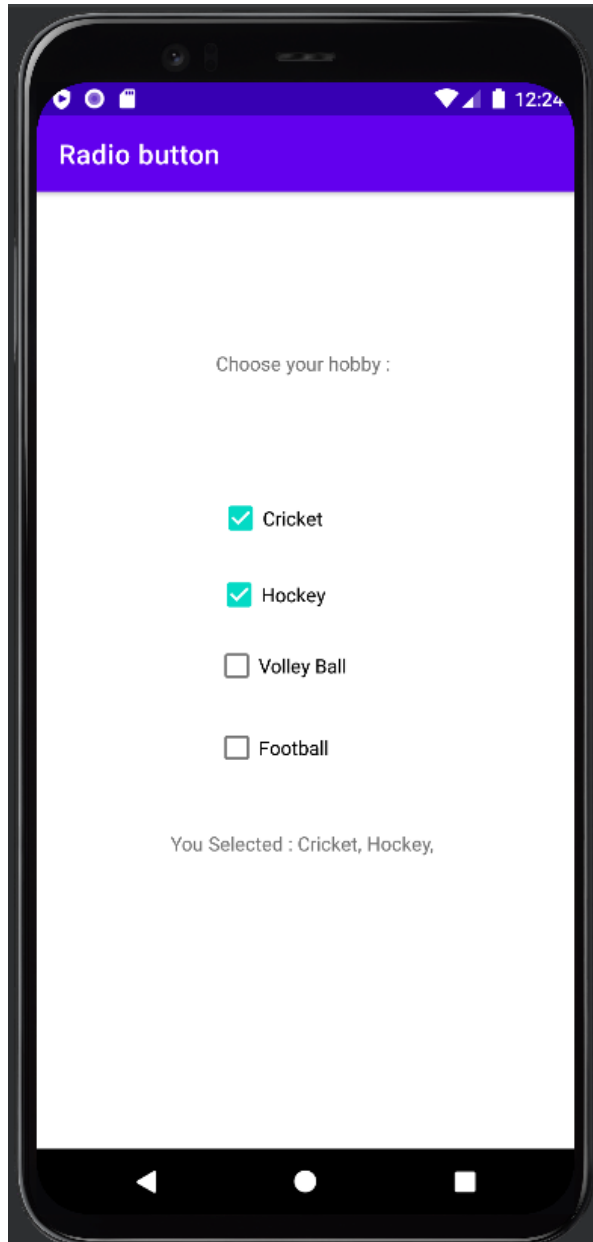 12:24
Radio button
Choose your hobby :
Cricket
Hockey
Volley Ball
Football
You Selected : Cricket, Hockey,